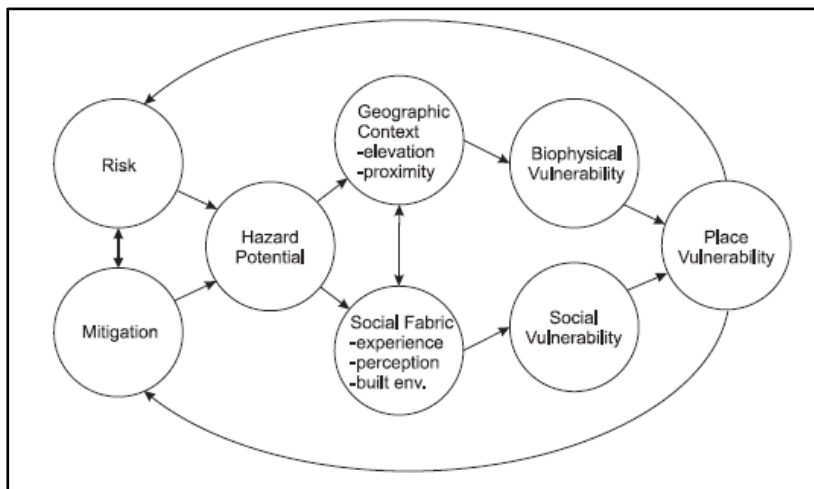 Risk
Mitigation
Hazard
Potential
Geographic
Context
-elevation
-proximity
Social Fabric
-experience
-perception
-built env.
Biophysical
Vulnerability
Social
Vulnerability
Place
Vulnerability